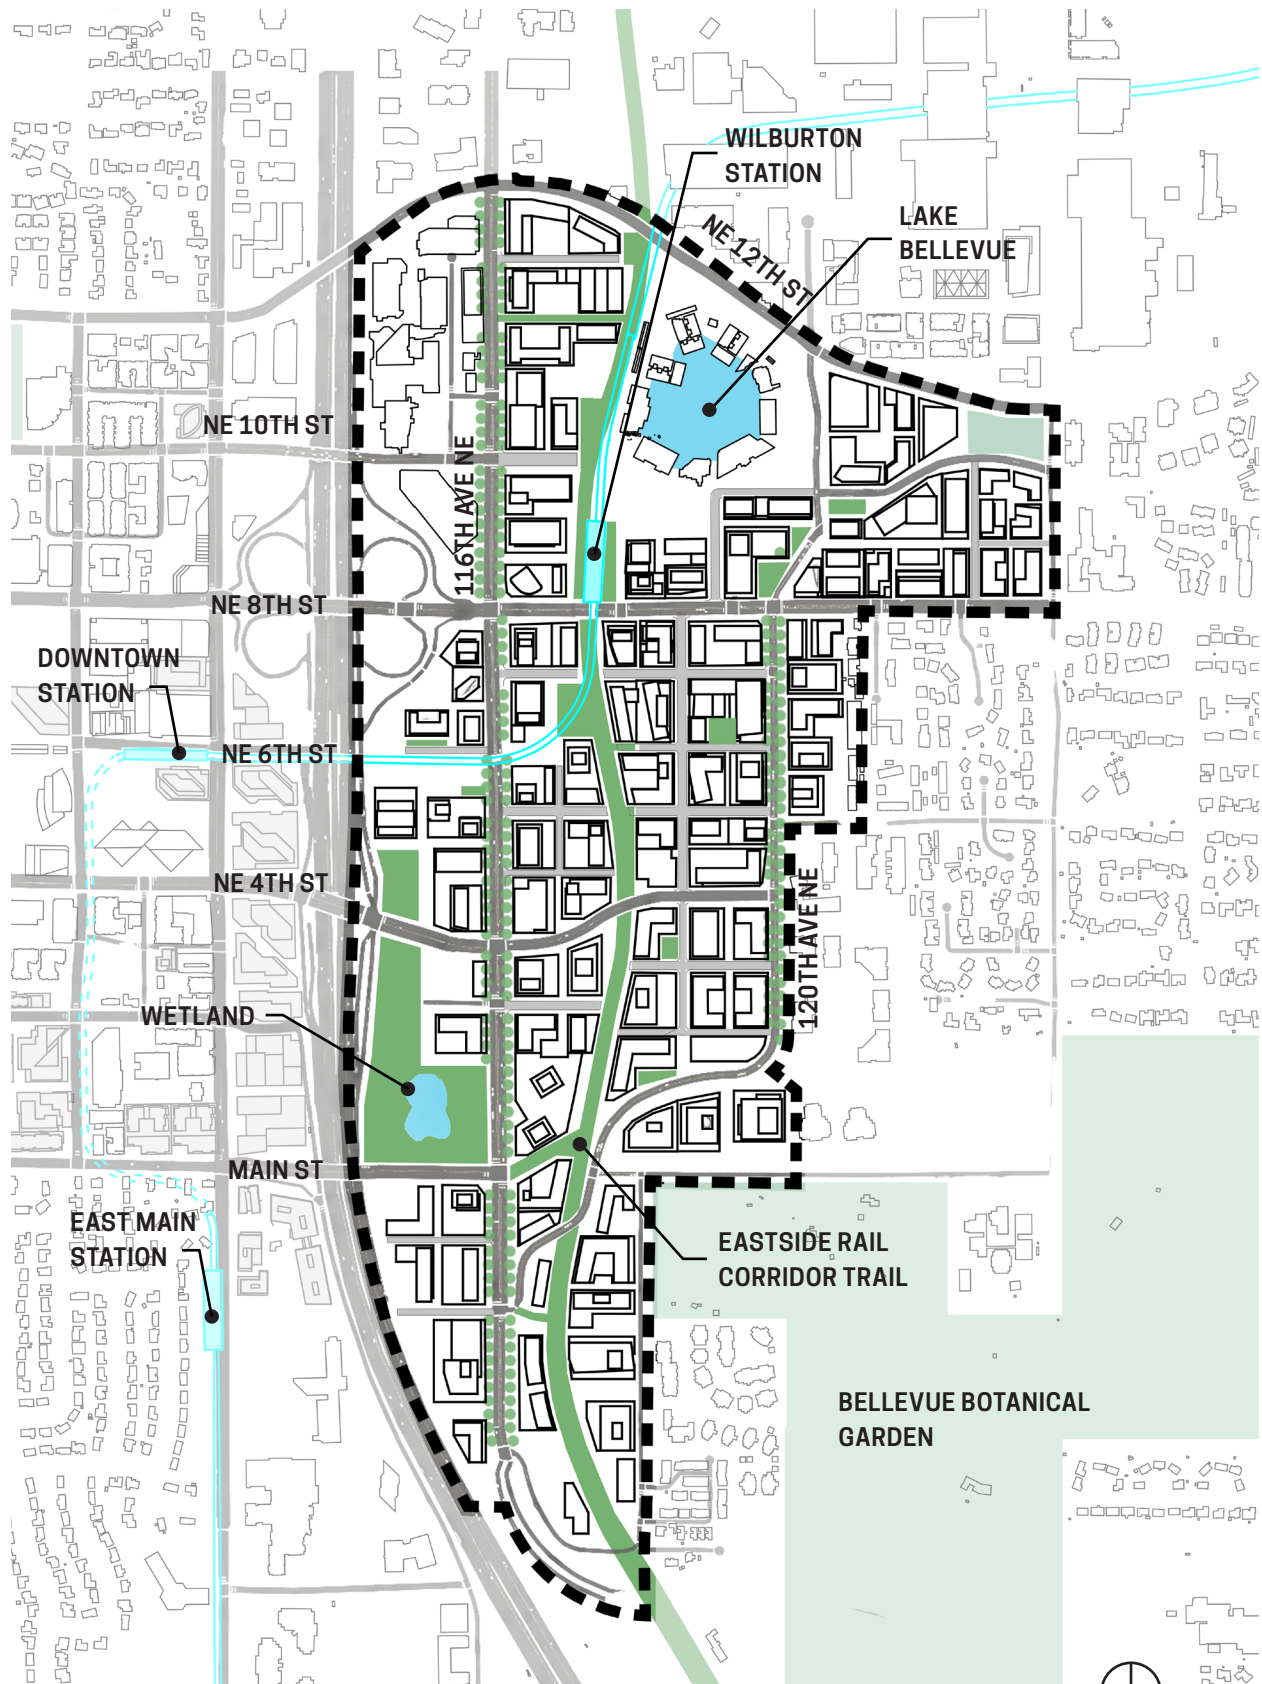 WILBURTON
STATION
LAKE
BELLEVUE
NE 12TH ST
NE 10TH ST
116TH AVE NE
NE 8TH ST
DOWNTOWN
STATION
NE 6TH ST
NE 4TH ST
120TH AVE NE
WETLAND
MAIN ST
EAST MAIN
STATION
EASTSIDE RAIL
CORRIDOR TRAIL
BELLEVUE BOTANICAL
GARDEN